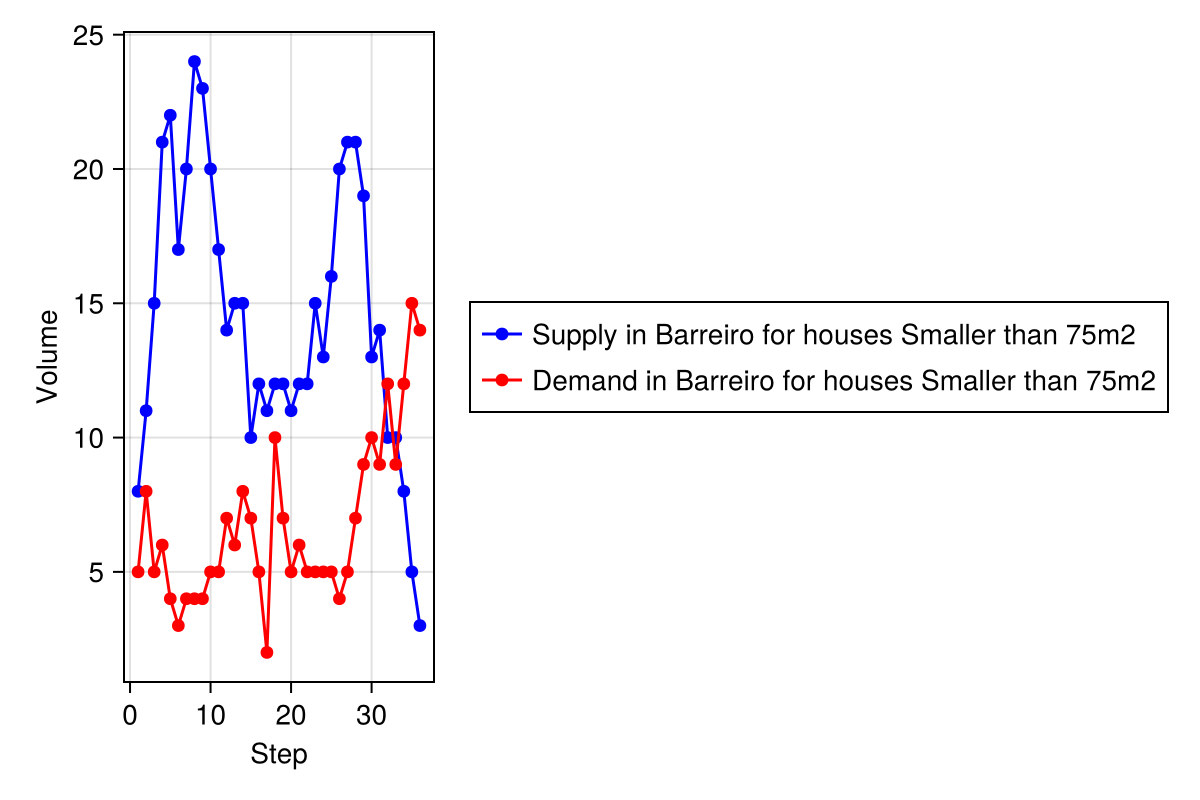 25
20
15
10
5
Volume
0 10 20 30
Step
Supply in Barreiro for houses Smaller than 75m2
Demand in Barreiro for houses Smaller than 75m2